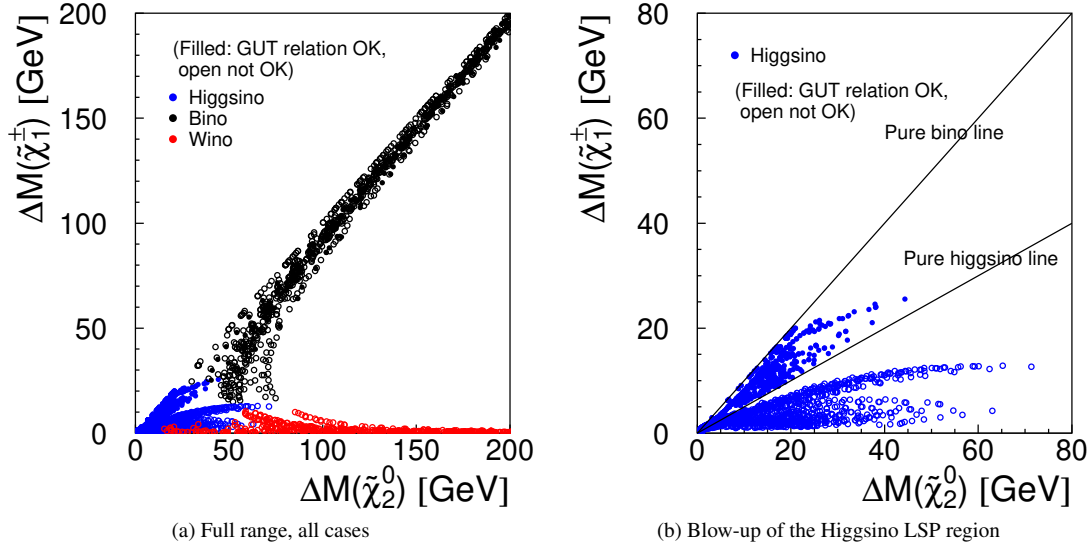 ΔM(χ̃₁±) [GeV]
200
150
100
50
0
(Filled: GUT relation OK,
open not OK)
Higgsino
Bino
Wino
0 50 100 150 200
ΔM(χ̃₂⁰) [GeV]
(a) Full range, all cases
ΔM(χ̃₁±) [GeV]
80
60
40
20
0
Higgsino
(Filled: GUT relation OK,
open not OK)
Pure bino line
Pure higgsino line
0 20 40 60 80
ΔM(χ̃₂⁰) [GeV]
(b) Blow-up of the Higgsino LSP region